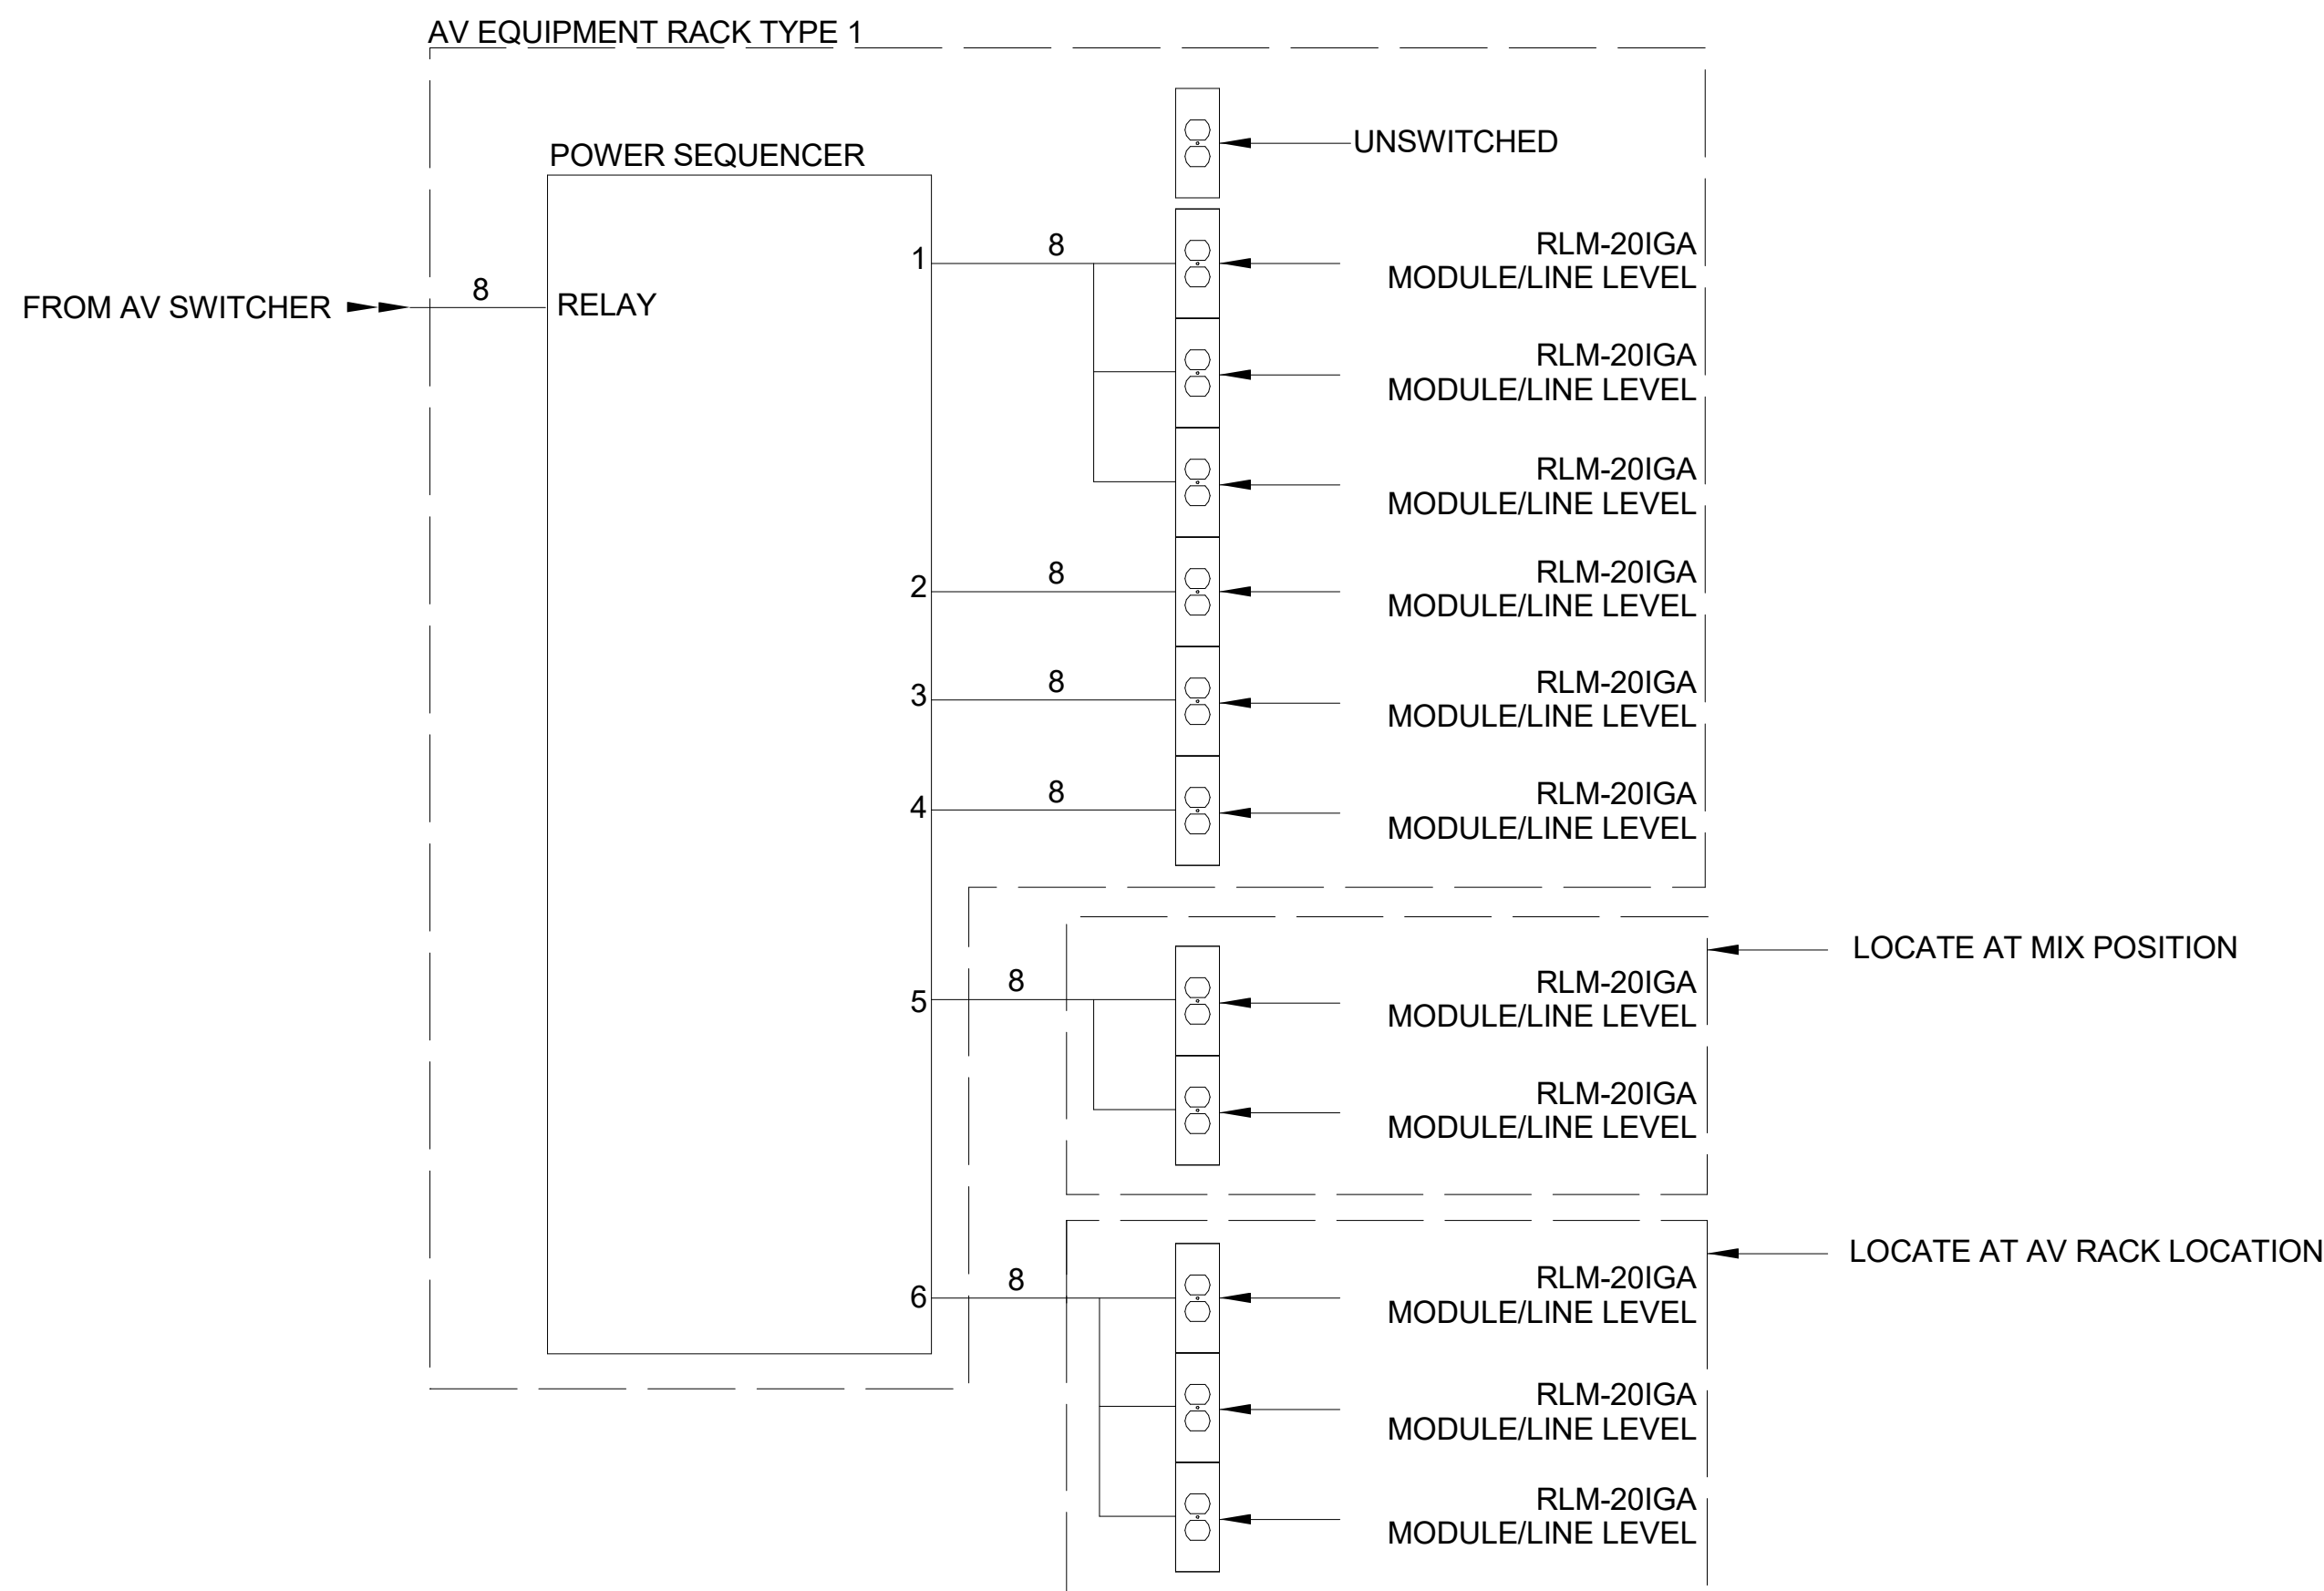 AV EQUIPMENT RACK TYPE 1
POWER SEQUENCER
UNSWITCHED
FROM AV SWITCHER
8
RELAY
1
8
RLM-20IGA
MODULE/LINE LEVEL
RLM-20IGA
MODULE/LINE LEVEL
RLM-20IGA
MODULE/LINE LEVEL
2
8
RLM-20IGA
MODULE/LINE LEVEL
3
8
RLM-20IGA
MODULE/LINE LEVEL
4
8
RLM-20IGA
MODULE/LINE LEVEL
LOCATE AT MIX POSITION
5
8
RLM-20IGA
MODULE/LINE LEVEL
RLM-20IGA
MODULE/LINE LEVEL
LOCATE AT AV RACK LOCATION
6
8
RLM-20IGA
MODULE/LINE LEVEL
RLM-20IGA
MODULE/LINE LEVEL
RLM-20IGA
MODULE/LINE LEVEL